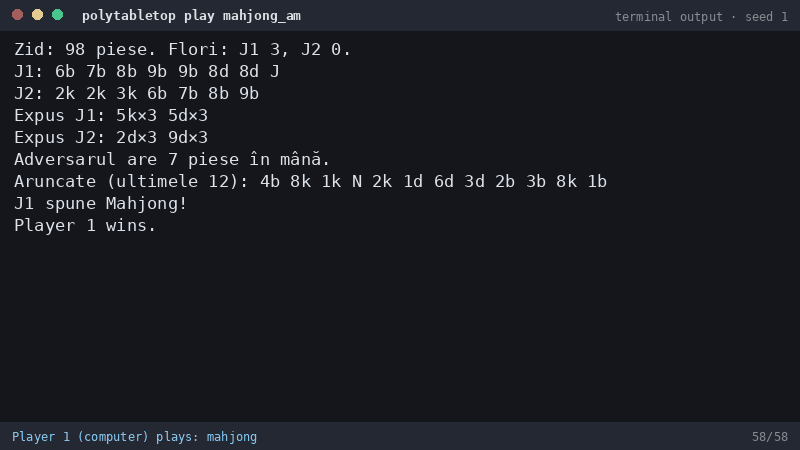 polytabletop play mahjong_am
terminal output · seed 1
Zid: 98 piese. Flori: J1 3, J2 0.
J1: 6b 7b 8b 9b 9b 8d 8d J
J2: 2k 2k 3k 6b 7b 8b 9b
Expus J1: 5k×3 5d×3
Expus J2: 2d×3 9d×3
Adversarul are 7 piese în mână.
Aruncate (ultimele 12): 4b 8k 1k N 2k 1d 6d 3d 2b 3b 8k 1b
J1 spune Mahjong!
Player 1 wins.
Player 1 (computer) plays: mahjong
58/58